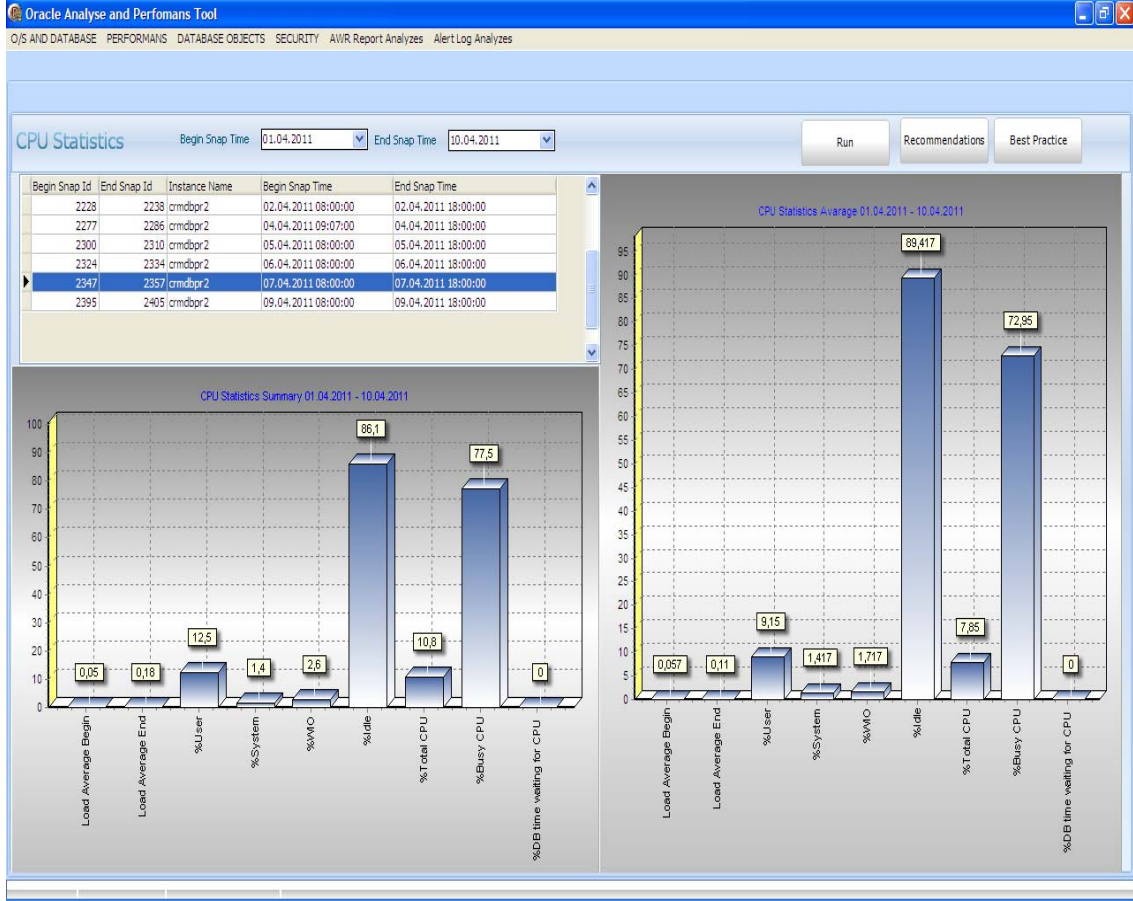 Oracle Analyse and Perfomans Tool
O/S AND DATABASE PERFORMANS DATABASE OBJECTS SECURITY AWR Report Analyzes Alert Log Analyzes
CPU Statistics Begin Snap Time 01.04.2011 End Snap Time 10.04.2011 Run Recommendations Best Practice
Begin Snap Id End Snap Id Instance Name Begin Snap Time End Snap Time
2228 2238 crmdbpr2 02.04.2011 08:00:00 02.04.2011 18:00:00
2277 2286 crmdbpr2 04.04.2011 09:07:00 04.04.2011 18:00:00
2300 2310 crmdbpr2 05.04.2011 08:00:00 05.04.2011 18:00:00
2324 2334 crmdbpr2 06.04.2011 08:00:00 06.04.2011 18:00:00
2347 2357 crmdbpr2 07.04.2011 08:00:00 07.04.2011 18:00:00
2395 2405 crmdbpr2 09.04.2011 08:00:00 09.04.2011 18:00:00
CPU Statistics Summary 01.04.2011 - 10.04.2011
100
90
80
70
60
50
40
30
20
10
0
0,05
0,18
12,5
1,4
2,6
86,1
10,8
77,5
0
Load Average Begin
Load Average End
%User
%System
%WIO
%Idle
%Total CPU
%Busy CPU
%DB time waiting for CPU
CPU Statistics Avarage 01.04.2011 - 10.04.2011
95
90
85
80
75
70
65
60
55
50
45
40
35
30
25
20
15
10
5
0
0,057
0,11
9,15
1,417
1,717
89,417
7,85
72,95
0
Load Average Begin
Load Average End
%User
%System
%WIO
%Idle
%Total CPU
%Busy CPU
%DB time waiting for CPU